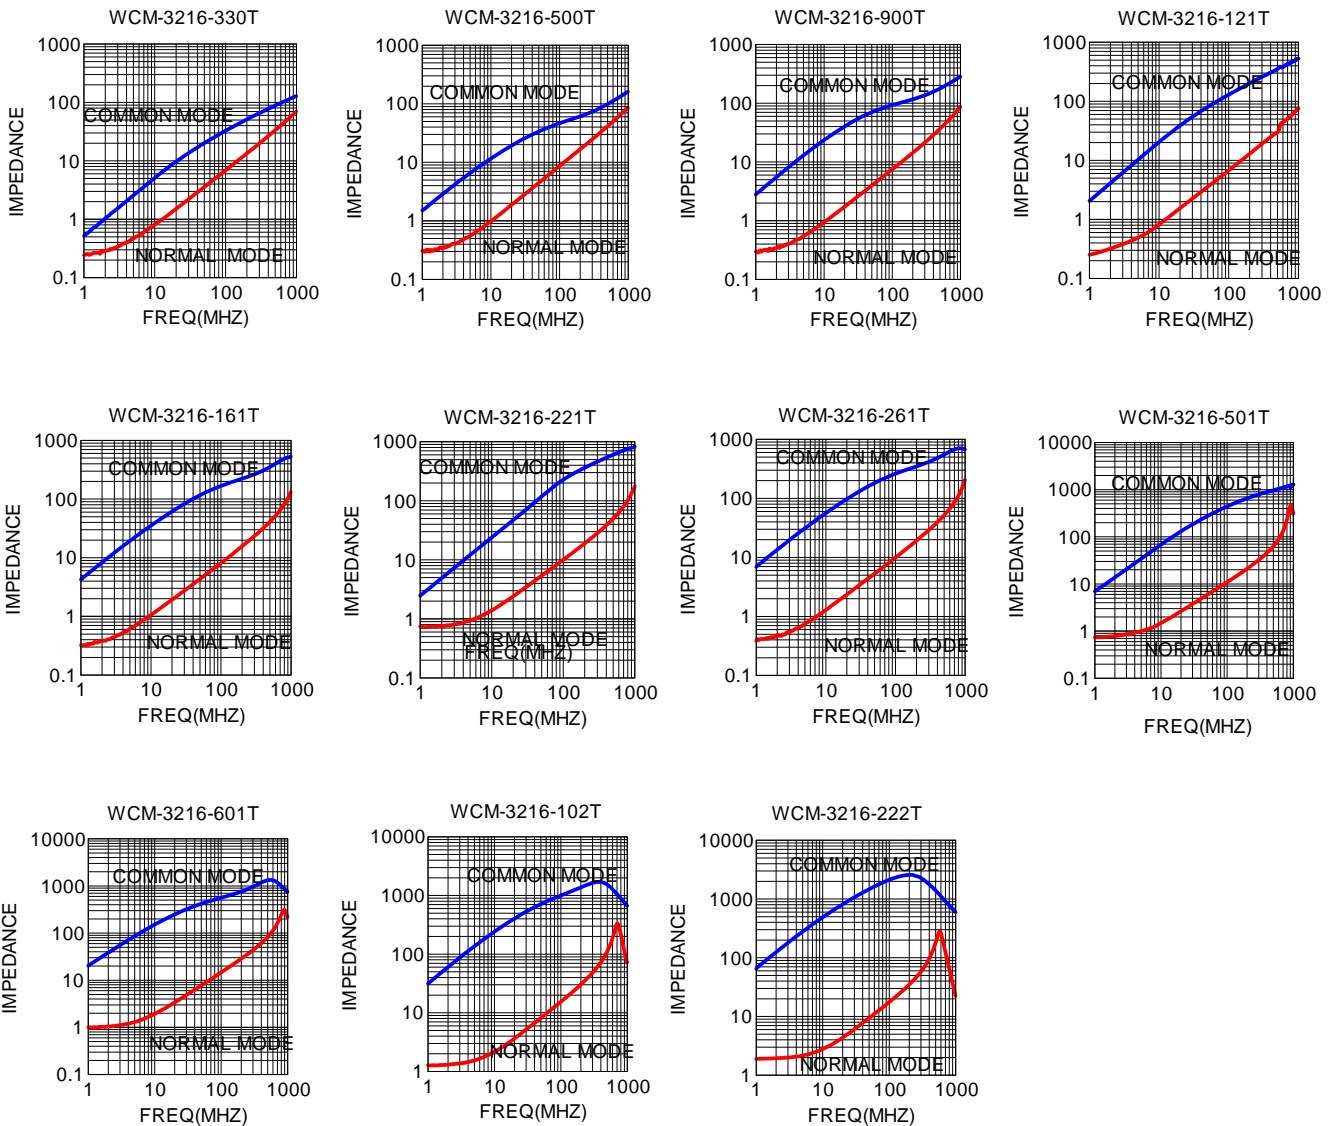 WCM-3216-330T
1000
100
10
1
0.1
IMPEDANCE
COMMON MODE
NORMAL MODE
1 10 100 1000
FREQ(MHZ)
WCM-3216-500T
1000
100
10
1
0.1
IMPEDANCE
COMMON MODE
NORMAL MODE
1 10 100 1000
FREQ(MHZ)
WCM-3216-900T
1000
100
10
1
0.1
IMPEDANCE
COMMON MODE
NORMAL MODE
1 10 100 1000
FREQ(MHZ)
WCM-3216-121T
1000
100
10
1
0.1
IMPEDANCE
COMMON MODE
NORMAL MODE
1 10 100 1000
FREQ(MHZ)
WCM-3216-161T
1000
100
10
1
0.1
IMPEDANCE
COMMON MODE
NORMAL MODE
1 10 100 1000
FREQ(MHZ)
WCM-3216-221T
1000
100
10
1
0.1
IMPEDANCE
COMMON MODE
NORMAL MODE
FREQ(MHZ)
1 10 100 1000
FREQ(MHZ)
WCM-3216-261T
1000
100
10
1
0.1
IMPEDANCE
COMMON MODE
NORMAL MODE
1 10 100 1000
FREQ(MHZ)
WCM-3216-501T
10000
1000
100
10
1
0.1
IMPEDANCE
COMMON MODE
NORMAL MODE
1 10 100 1000
FREQ(MHZ)
WCM-3216-601T
10000
1000
100
10
1
0.1
IMPEDANCE
COMMON MODE
NORMAL MODE
1 10 100 1000
FREQ(MHZ)
WCM-3216-102T
10000
1000
100
10
1
IMPEDANCE
COMMON MODE
NORMAL MODE
1 10 100 1000
FREQ(MHZ)
WCM-3216-222T
10000
1000
100
10
1
IMPEDANCE
COMMON MODE
NORMAL MODE
1 10 100 1000
FREQ(MHZ)